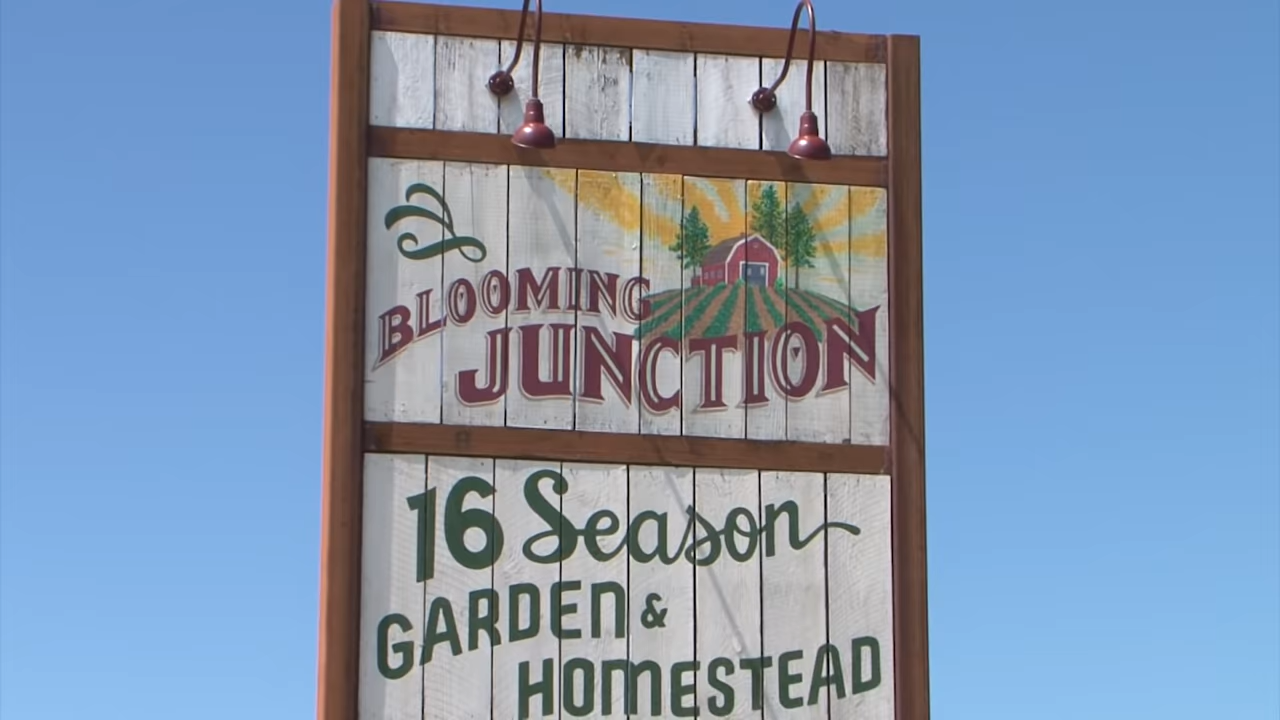 BLOOMING
JUNCTION
16 Season
GARDEN &
HOMESTEAD